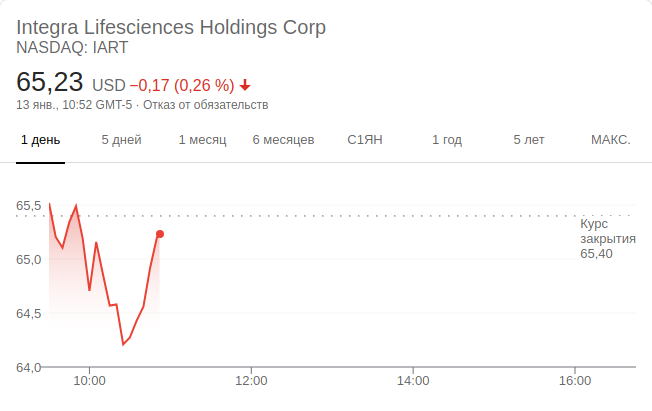 Integra Lifesciences Holdings Corp
NASDAQ: IART
65,23 USD −0,17 (0,26 %)
13 янв., 10:52 GMT-5 · Отказ от обязательств
1 день 5 дней 1 месяц 6 месяцев С1ЯН 1 год 5 лет МАКС.
65,5
Курс
закрытия
65,40
65,0
64,5
64,0
10:00 12:00 14:00 16:00